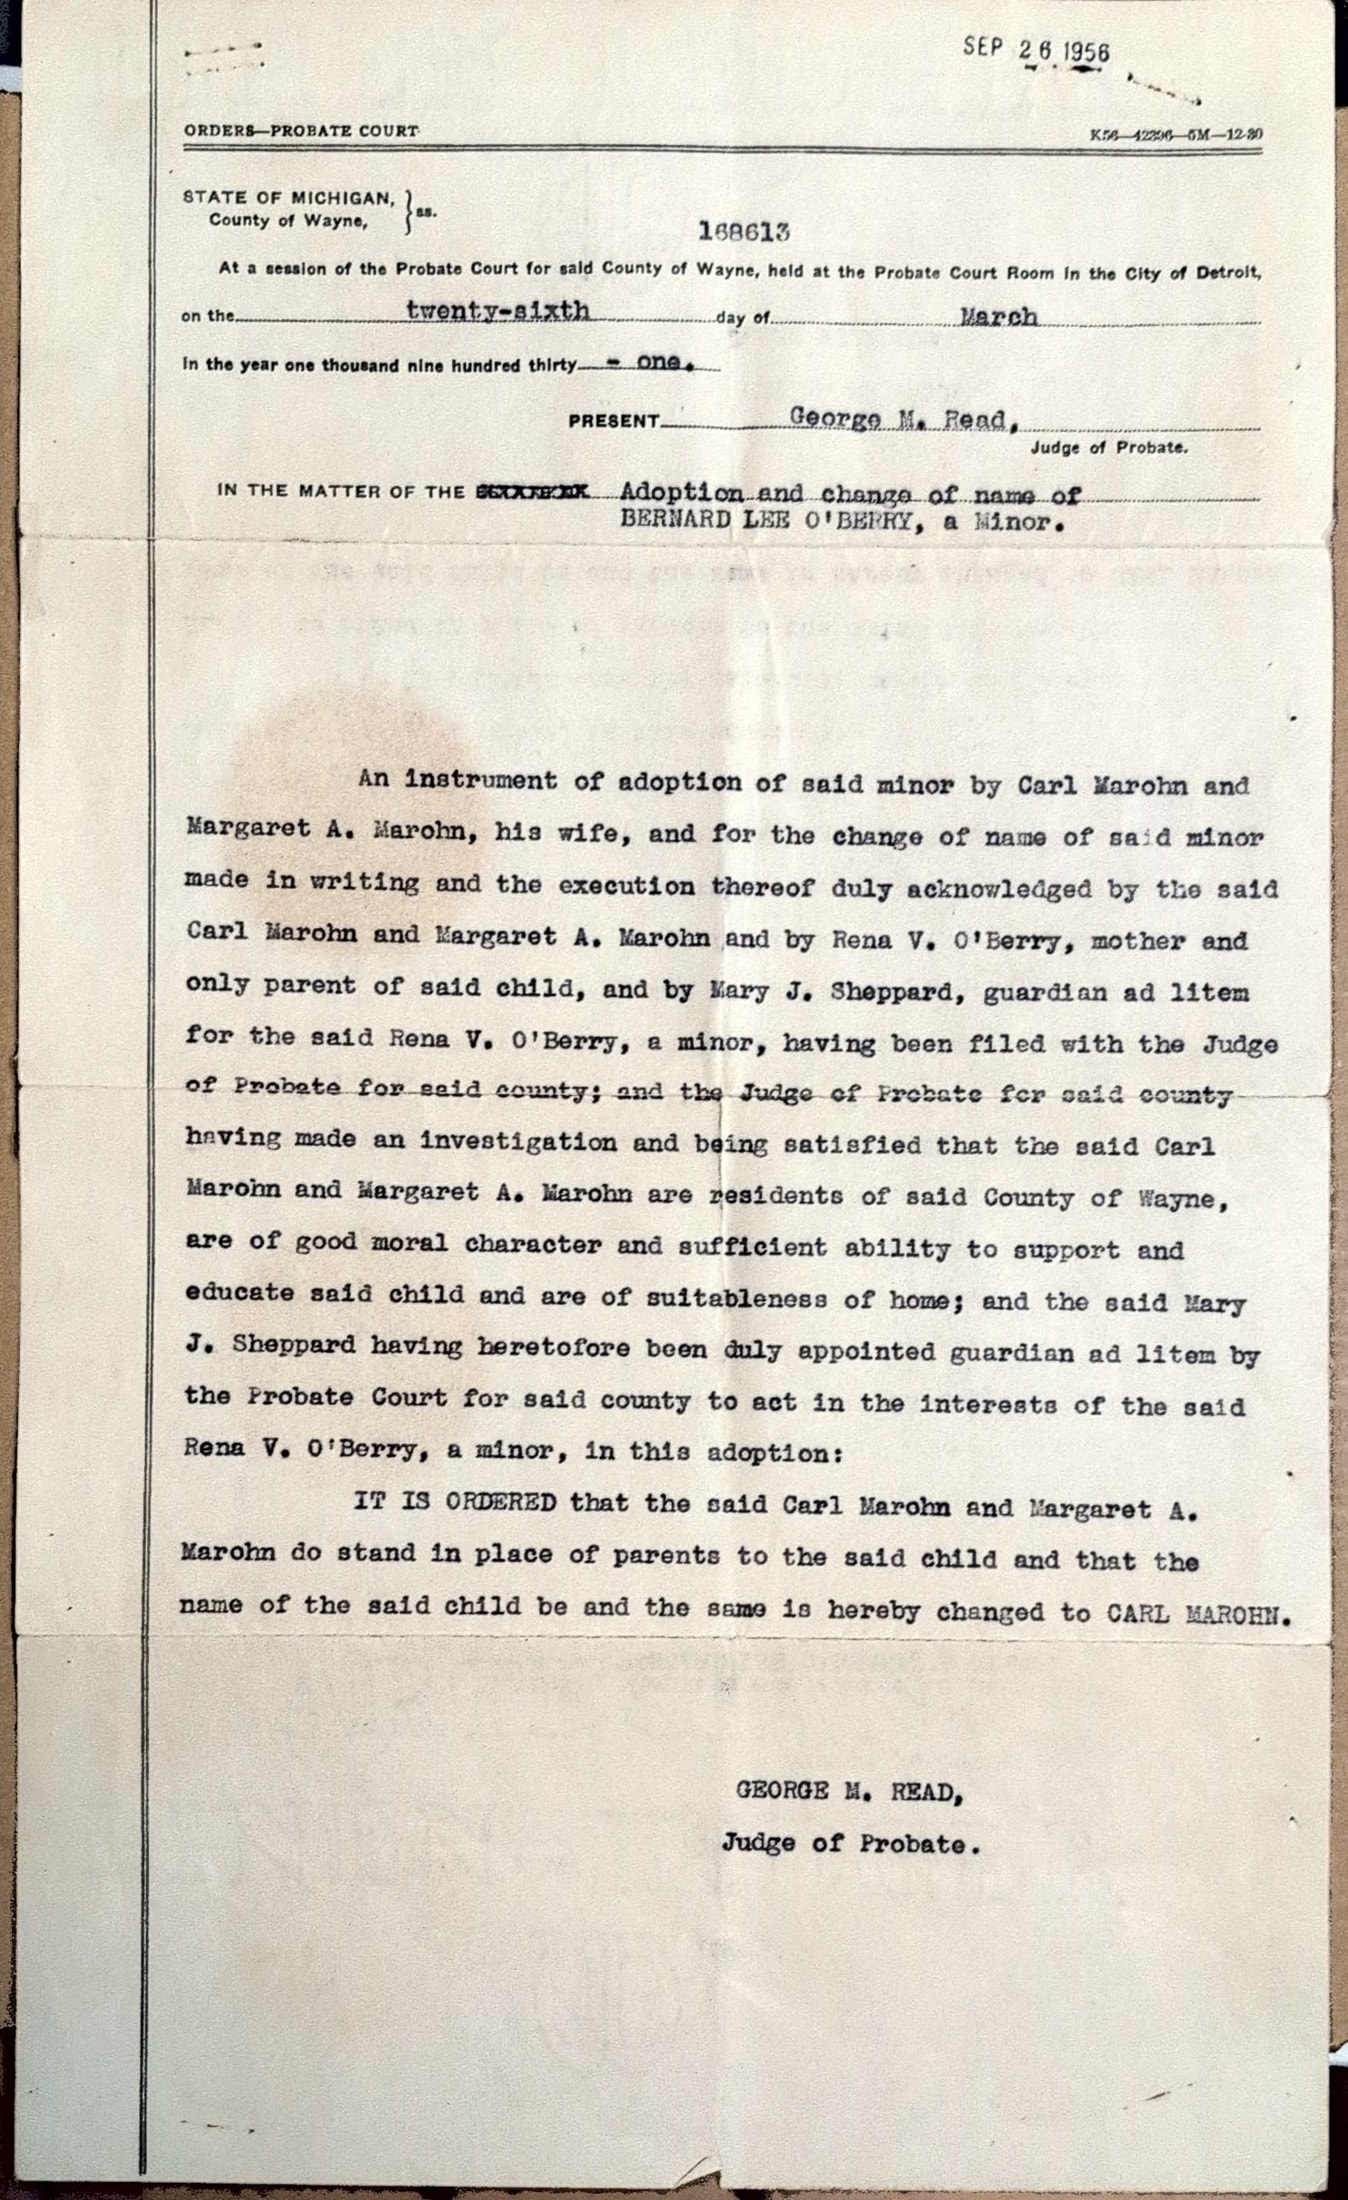 SEP 26 1956
ORDERS—PROBATE COURT
K56—42396—5M—12-30
STATE OF MICHIGAN,
County of Wayne, } ss.
168613
At a session of the Probate Court for said County of Wayne, held at the Probate Court Room in the City of Detroit,
on the twenty-sixth day of March
in the year one thousand nine hundred thirty - one.
PRESENT George M. Read,
Judge of Probate.
IN THE MATTER OF THE Adoption and change of name of
BERNARD LEE O'BERRY, a Minor.
An instrument of adoption of said minor by Carl Marohn and
Margaret A. Marohn, his wife, and for the change of name of said minor
made in writing and the execution thereof duly acknowledged by the said
Carl Marohn and Margaret A. Marohn and by Rena V. O'Berry, mother and
only parent of said child, and by Mary J. Sheppard, guardian ad litem
for the said Rena V. O'Berry, a minor, having been filed with the Judge
of Probate for said county; and the Judge of Probate for said county
having made an investigation and being satisfied that the said Carl
Marohn and Margaret A. Marohn are residents of said County of Wayne,
are of good moral character and sufficient ability to support and
educate said child and are of suitableness of home; and the said Mary
J. Sheppard having heretofore been duly appointed guardian ad litem by
the Probate Court for said county to act in the interests of the said
Rena V. O'Berry, a minor, in this adoption:
IT IS ORDERED that the said Carl Marohn and Margaret A.
Marohn do stand in place of parents to the said child and that the
name of the said child be and the same is hereby changed to CARL MAROHN.
GEORGE M. READ,
Judge of Probate.